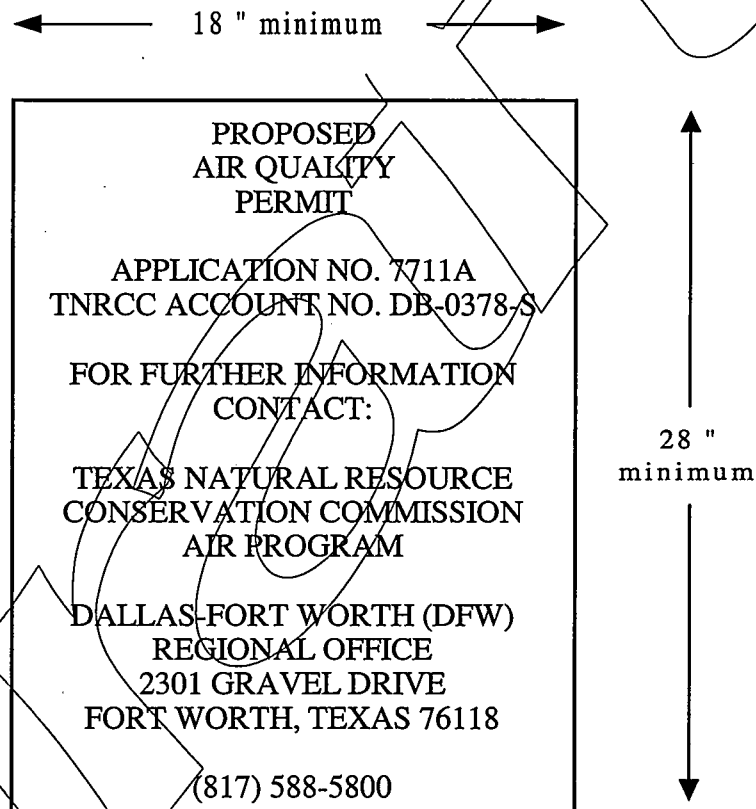 18 " minimum
PROPOSED
AIR QUALITY
PERMIT
APPLICATION NO. 7711A
TNRCC ACCOUNT NO. DB-0378-S
FOR FURTHER INFORMATION
CONTACT:
TEXAS NATURAL RESOURCE
CONSERVATION COMMISSION
AIR PROGRAM
DALLAS-FORT WORTH (DFW)
REGIONAL OFFICE
2301 GRAVEL DRIVE
FORT WORTH, TEXAS 76118
(817) 588-5800
28 "
minimum